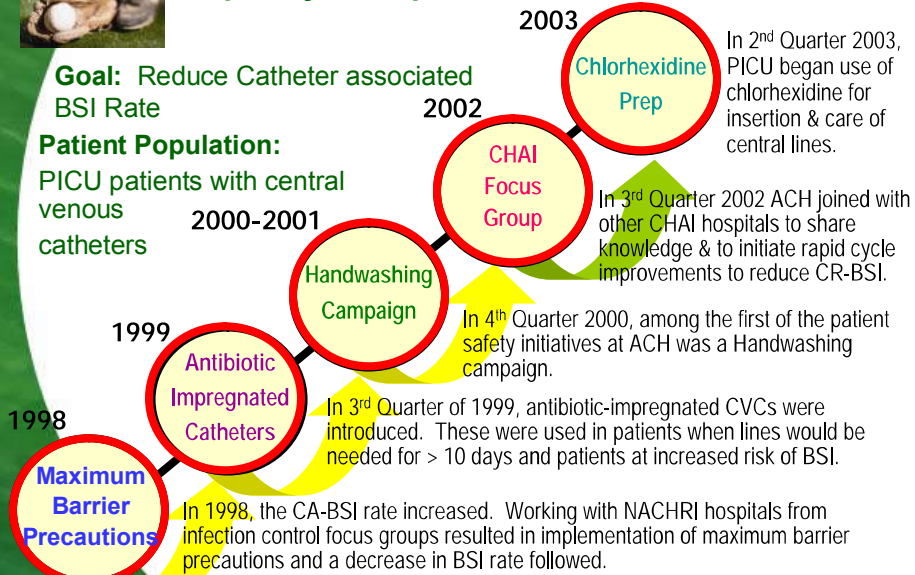 Goal: Reduce Catheter associated
BSI Rate
Patient Population:
PICU patients with central
venous
catheters
2003
Chlorhexidine
Prep
In 2nd Quarter 2003,
PICU began use of
chlorhexidine for
insertion & care of
central lines.
2002
CHAI
Focus
Group
In 3rd Quarter 2002 ACH joined with
other CHAI hospitals to share
knowledge & to initiate rapid cycle
improvements to reduce CR-BSI.
2000-2001
Handwashing
Campaign
In 4th Quarter 2000, among the first of the patient
safety initiatives at ACH was a Handwashing
campaign.
1999
Antibiotic
Impregnated
Catheters
In 3rd Quarter of 1999, antibiotic-impregnated CVCs were
introduced. These were used in patients when lines would be
needed for > 10 days and patients at increased risk of BSI.
1998
Maximum
Barrier
Precautions
In 1998, the CA-BSI rate increased. Working with NACHRI hospitals from
infection control focus groups resulted in implementation of maximum barrier
precautions and a decrease in BSI rate followed.